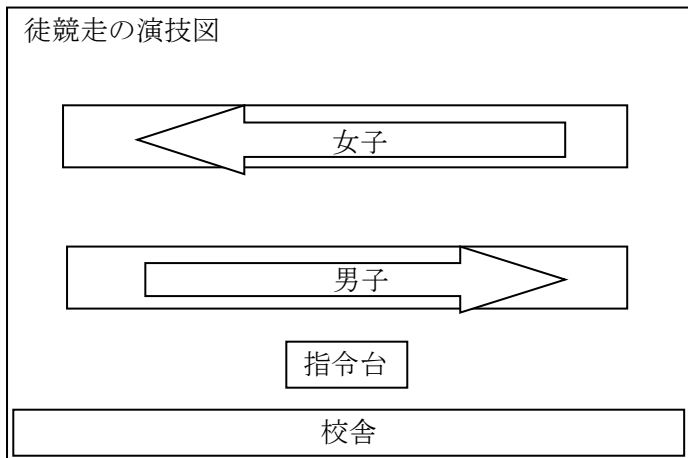 徒競走の演技図
女子
男子
指令台
校舎